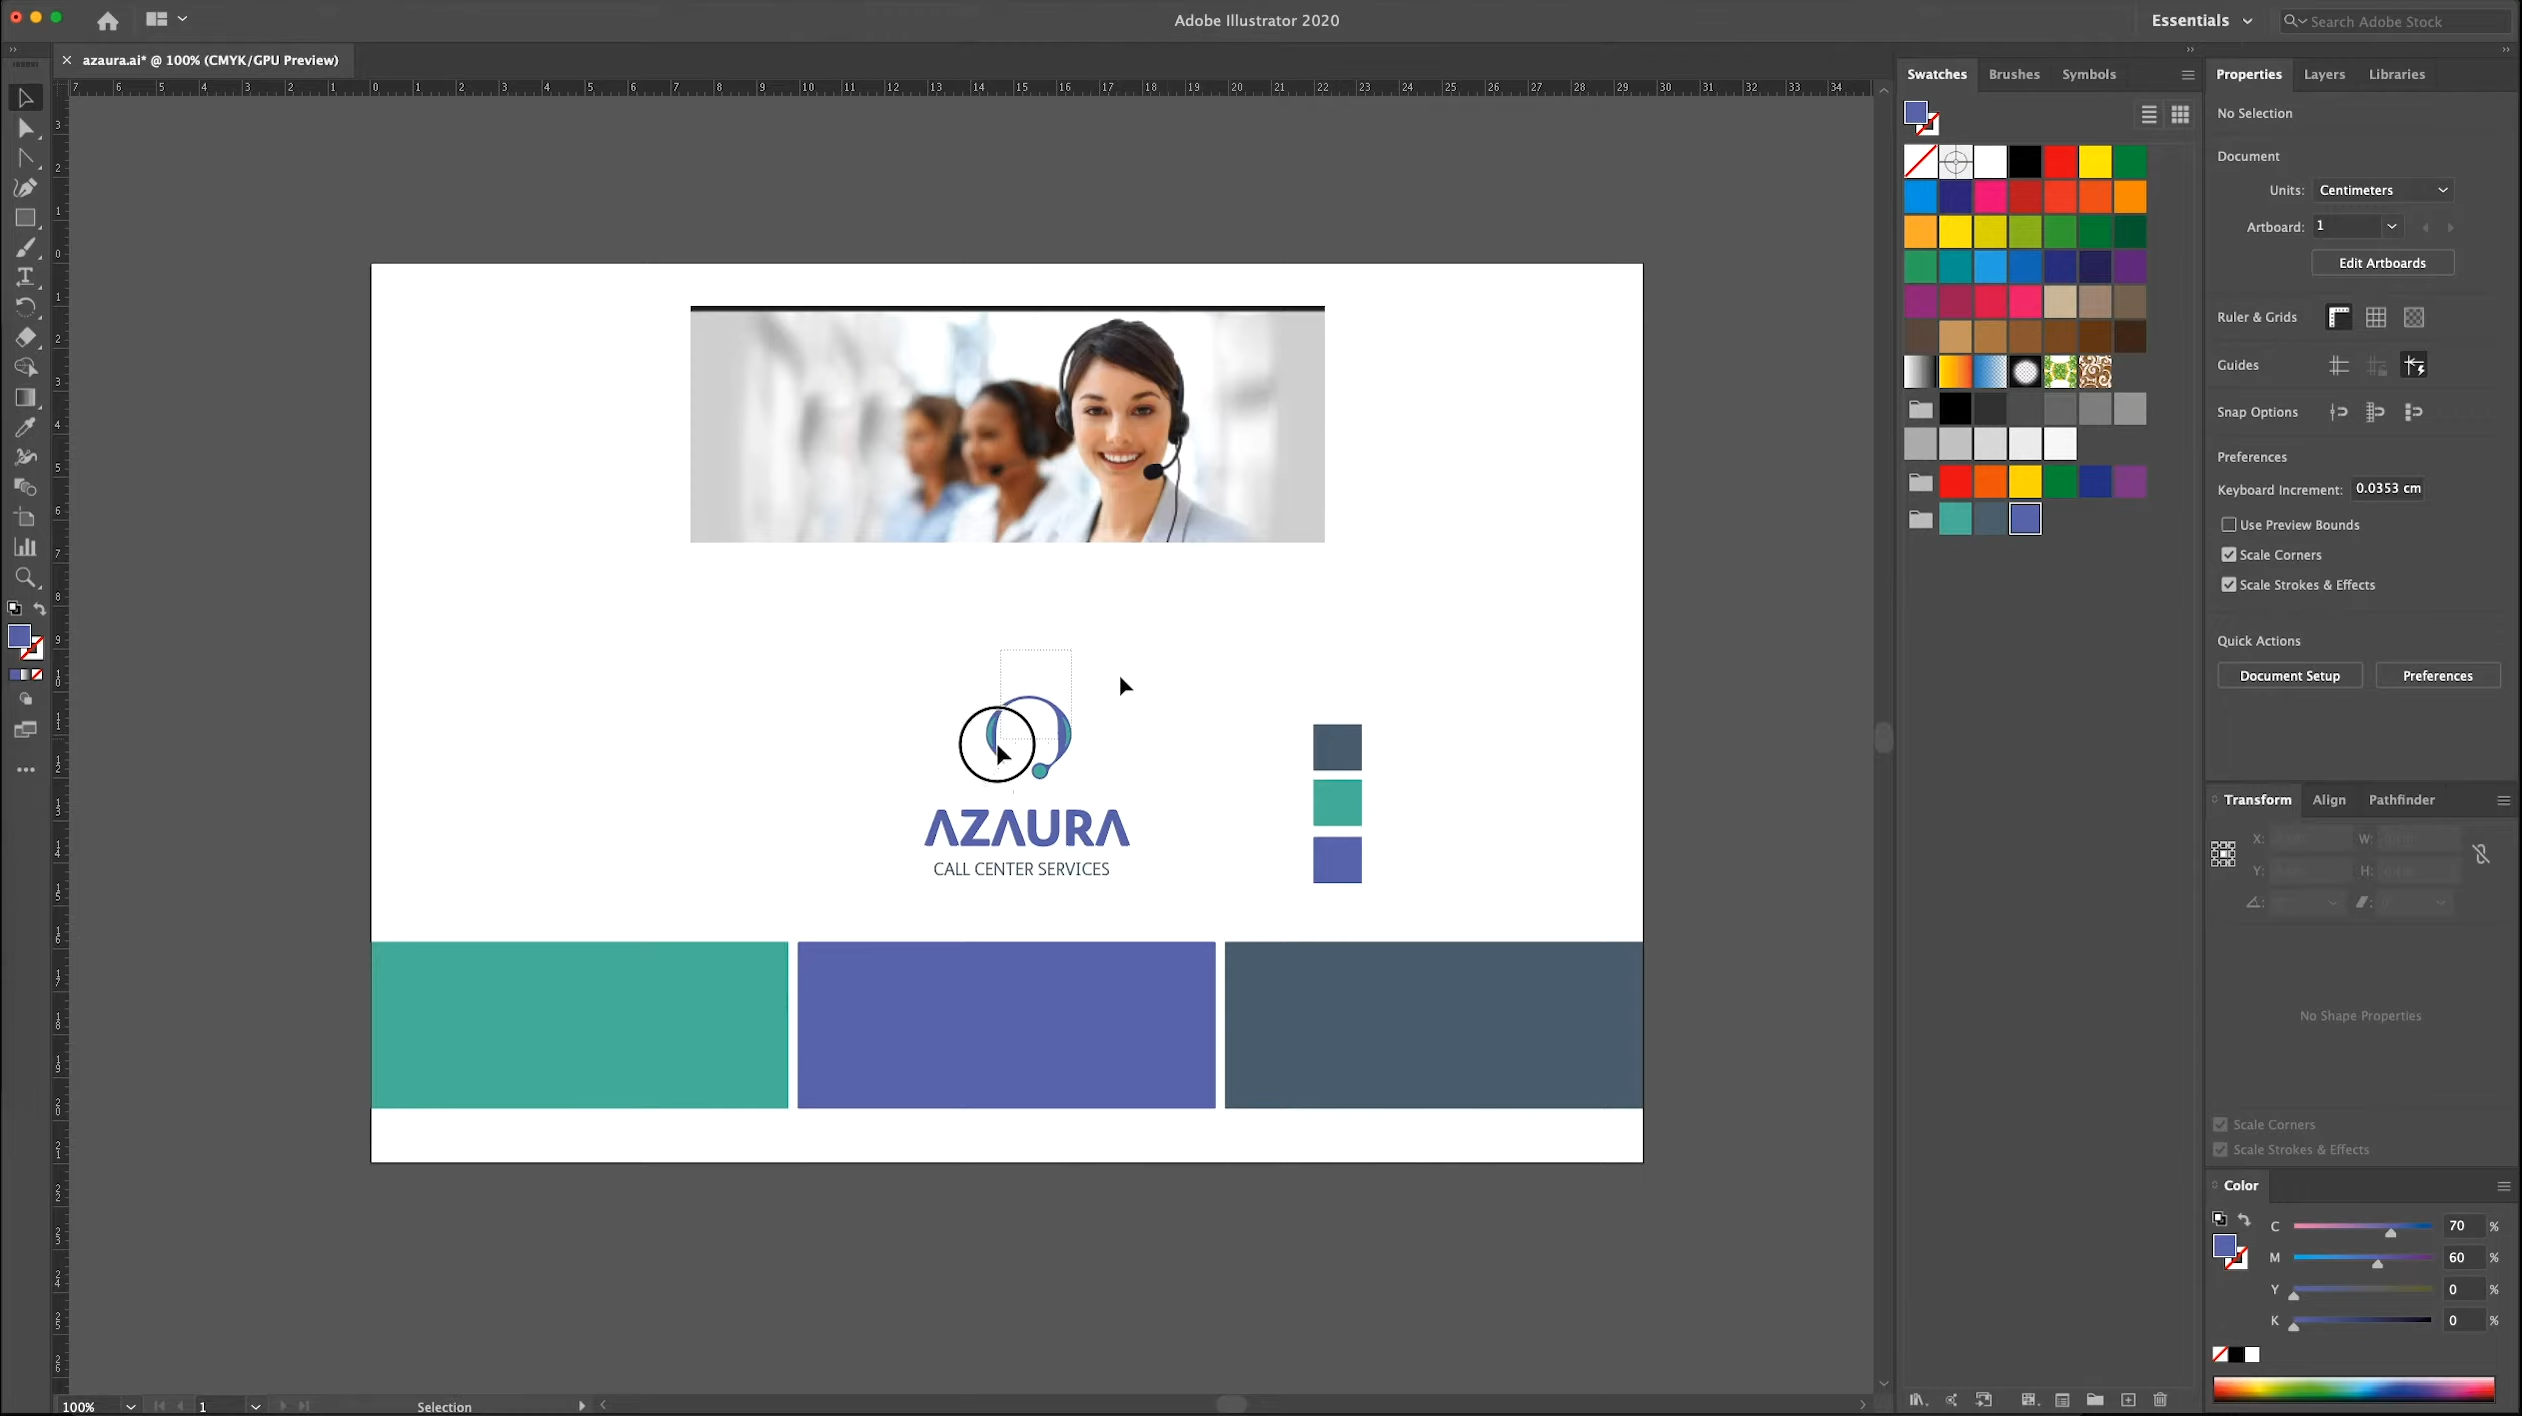 Adobe Illustrator 2020
Essentials
Search Adobe Stock
azaura.ai* @ 100% (CMYK/GPU Preview)
Swatches Brushes Symbols
Properties Layers Libraries
No Selection
Document
Units: Centimeters
Artboard: 1
Edit Artboards
Ruler & Grids
Guides
Snap Options
Preferences
Keyboard Increment: 0.0353 cm
Use Preview Bounds
Scale Corners
Scale Strokes & Effects
Quick Actions
Document Setup Preferences
AZAURA
CALL CENTER SERVICES
Transform Align Pathfinder
X: W:
Y: H:
No Shape Properties
Scale Corners
Scale Strokes & Effects
Color
C 70 %
M 60 %
Y 0 %
K 0 %
100% 1 Selection